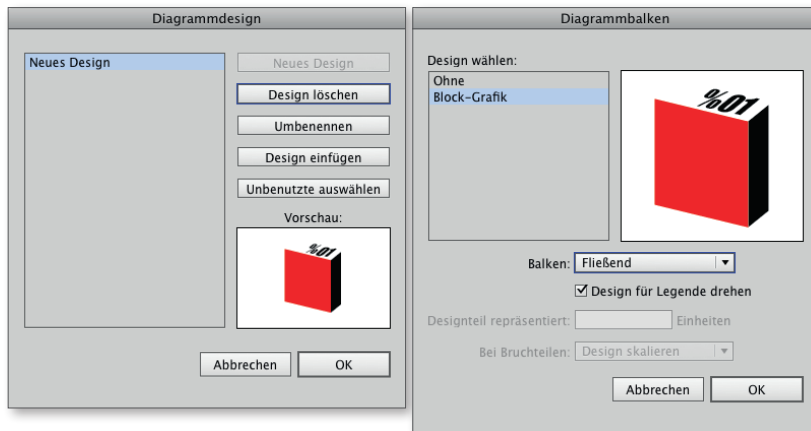 Diagrammdesign
Neues Design
Neues Design
Design löschen
Umbenennen
Design einfügen
Unbenutzte auswählen
Vorschau:
%01
Abbrechen
OK
Diagrammbalken
Design wählen:
Ohne
Block-Grafik
%01
Balken: Fließend
Design für Legende drehen
Designteil repräsentiert: Einheiten
Bei Bruchteilen: Design skalieren
Abbrechen
OK